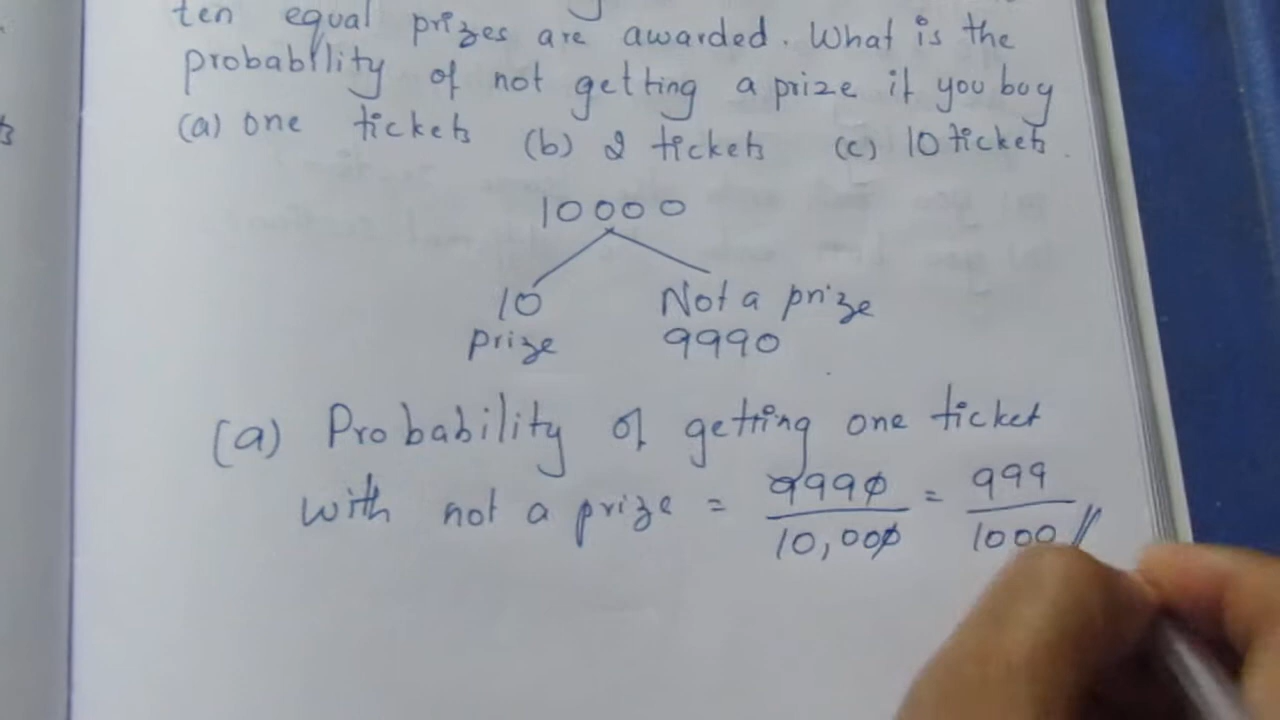 ten equal prizes are awarded. What is the
probability of not getting a prize if you buy
(a) one tickets (b) 2 tickets (c) 10 tickets.
10000
10 Not a prize
prize 9990
(a) Probability of getting one ticket
with not a prize = 9990/10,000 = 999/1000 //